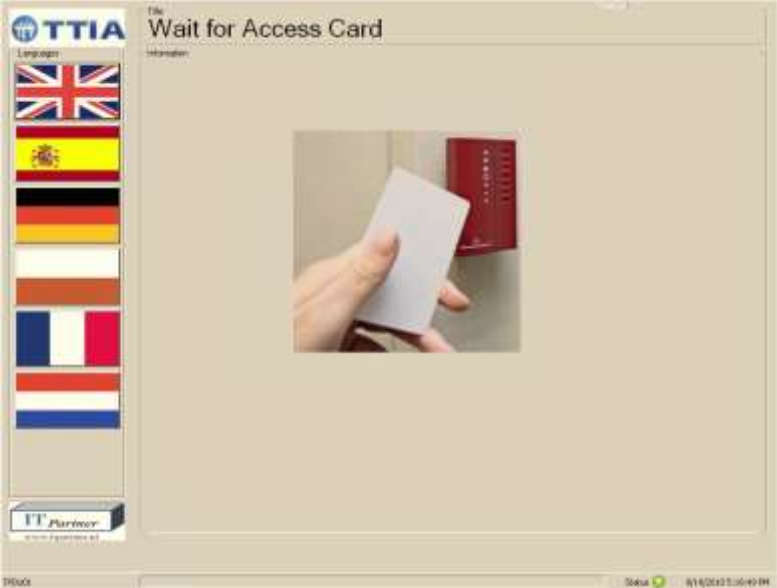 TTIA
Title
Wait for Access Card
Languages
Information
IT Partner
Status